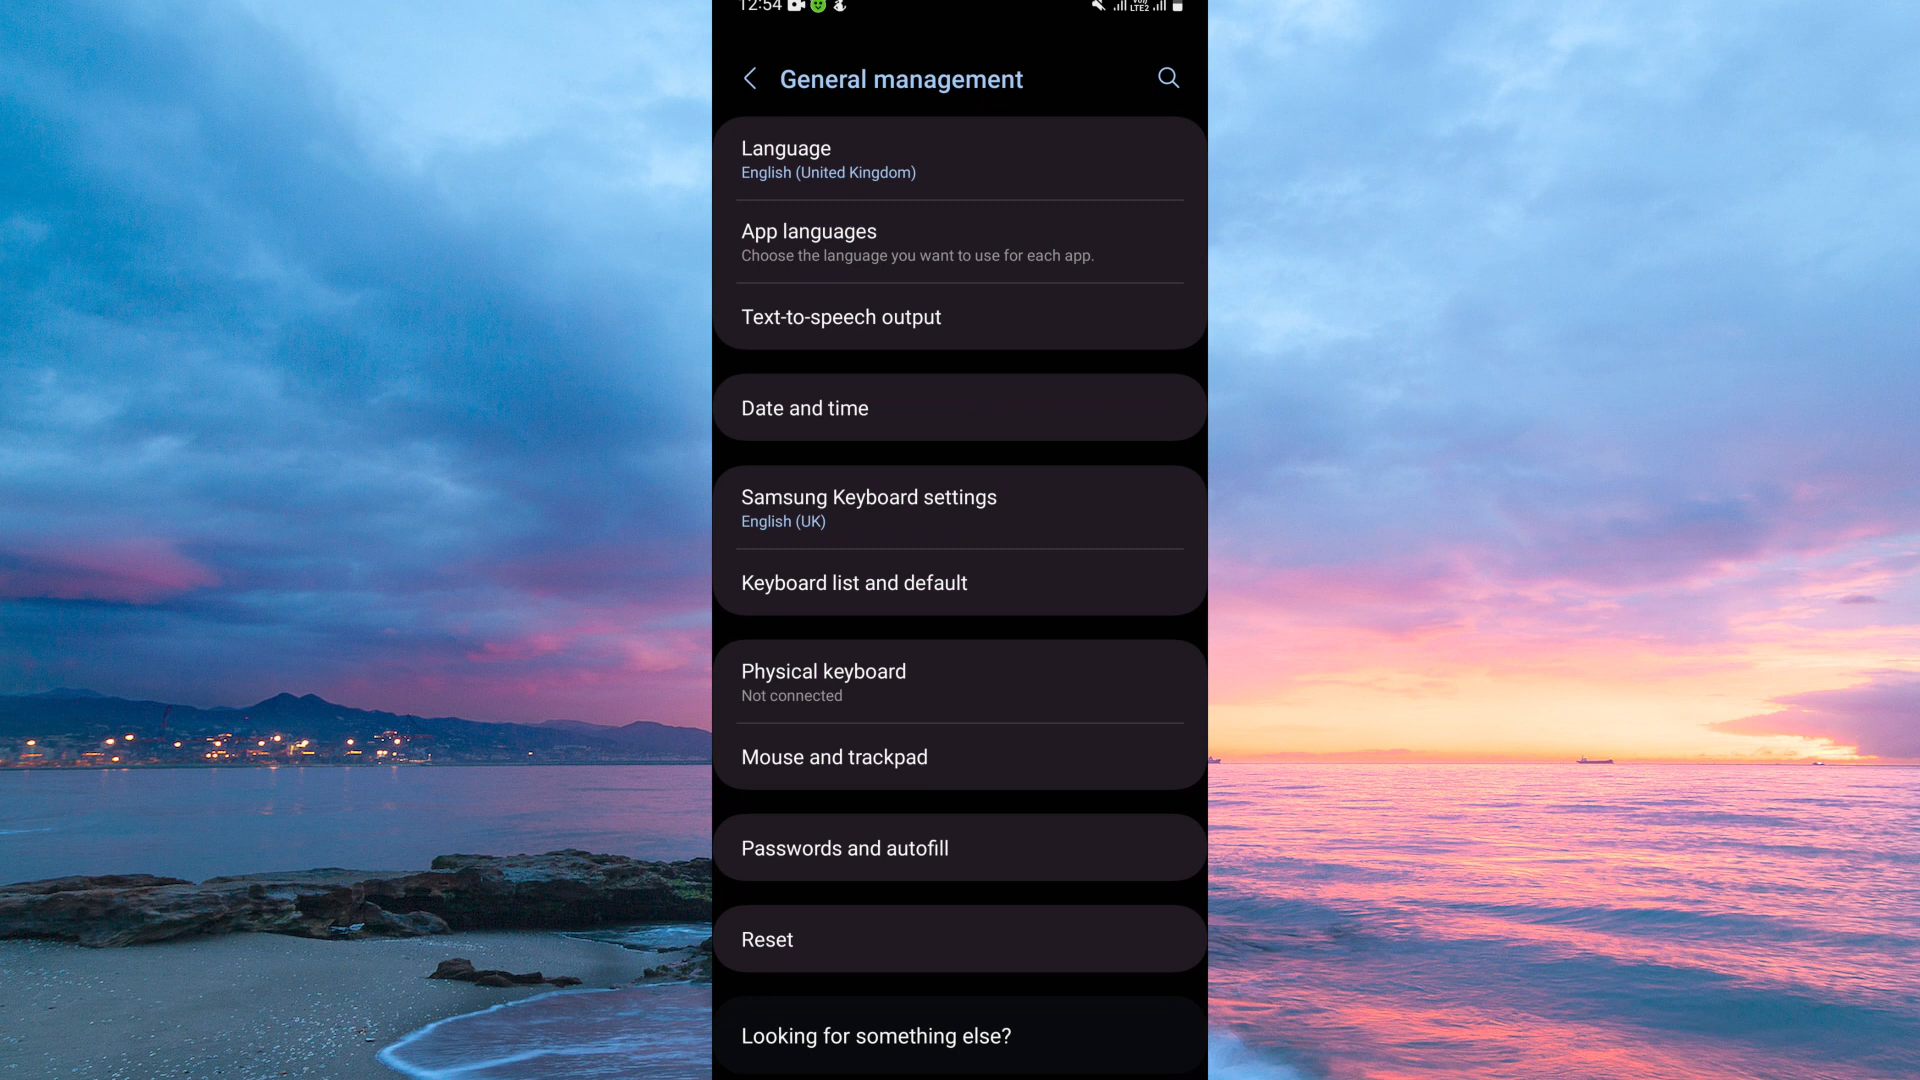 12:54
LTE2
General management
Language
English (United Kingdom)
App languages
Choose the language you want to use for each app.
Text-to-speech output
Date and time
Samsung Keyboard settings
English (UK)
Keyboard list and default
Physical keyboard
Not connected
Mouse and trackpad
Passwords and autofill
Reset
Looking for something else?